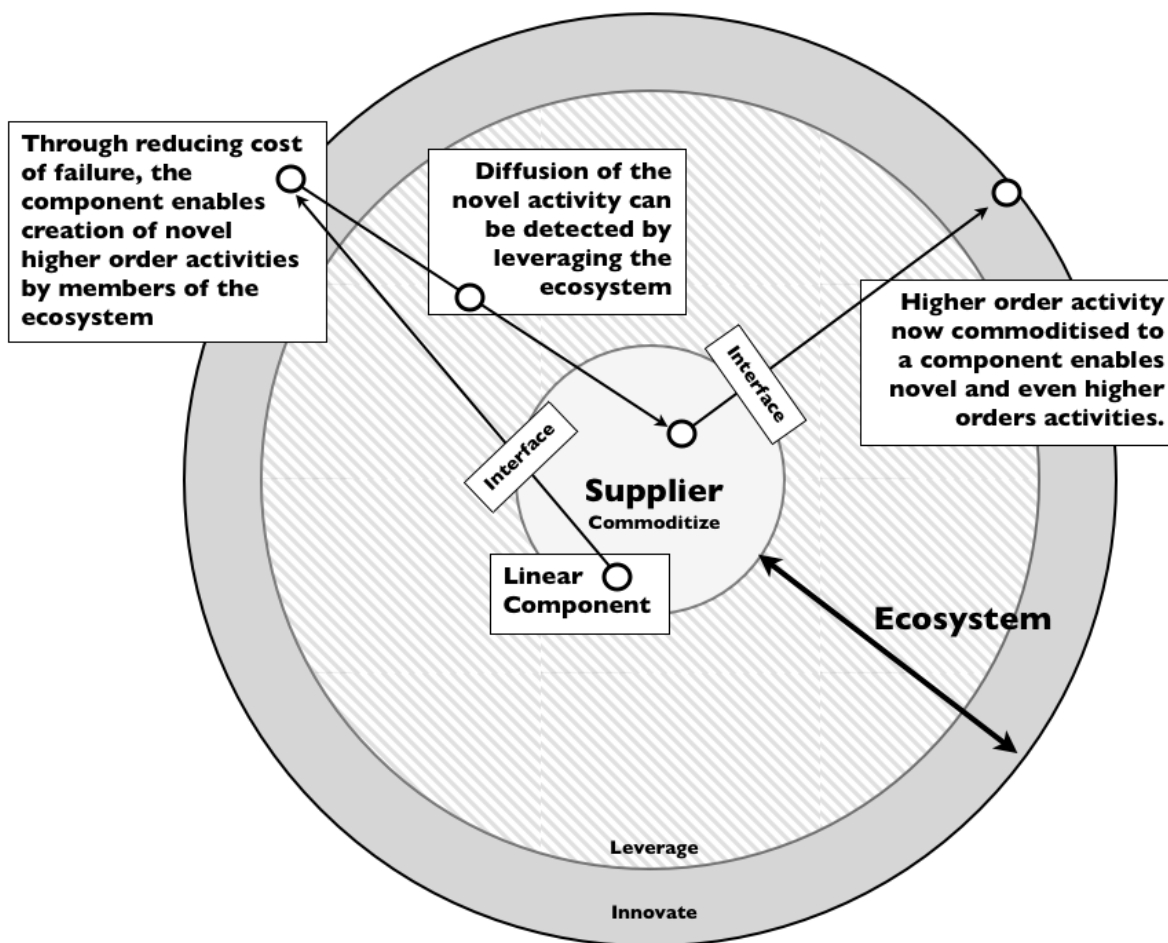 Through reducing cost
of failure, the
component enables
creation of novel
higher order activities
by members of the
ecosystem
Diffusion of the
novel activity can
be detected by
leveraging the
ecosystem
Higher order activity
now commoditised to
a component enables
novel and even higher
orders activities.
Interface
Interface
Supplier
Commoditize
Linear
Component
Ecosystem
Leverage
Innovate